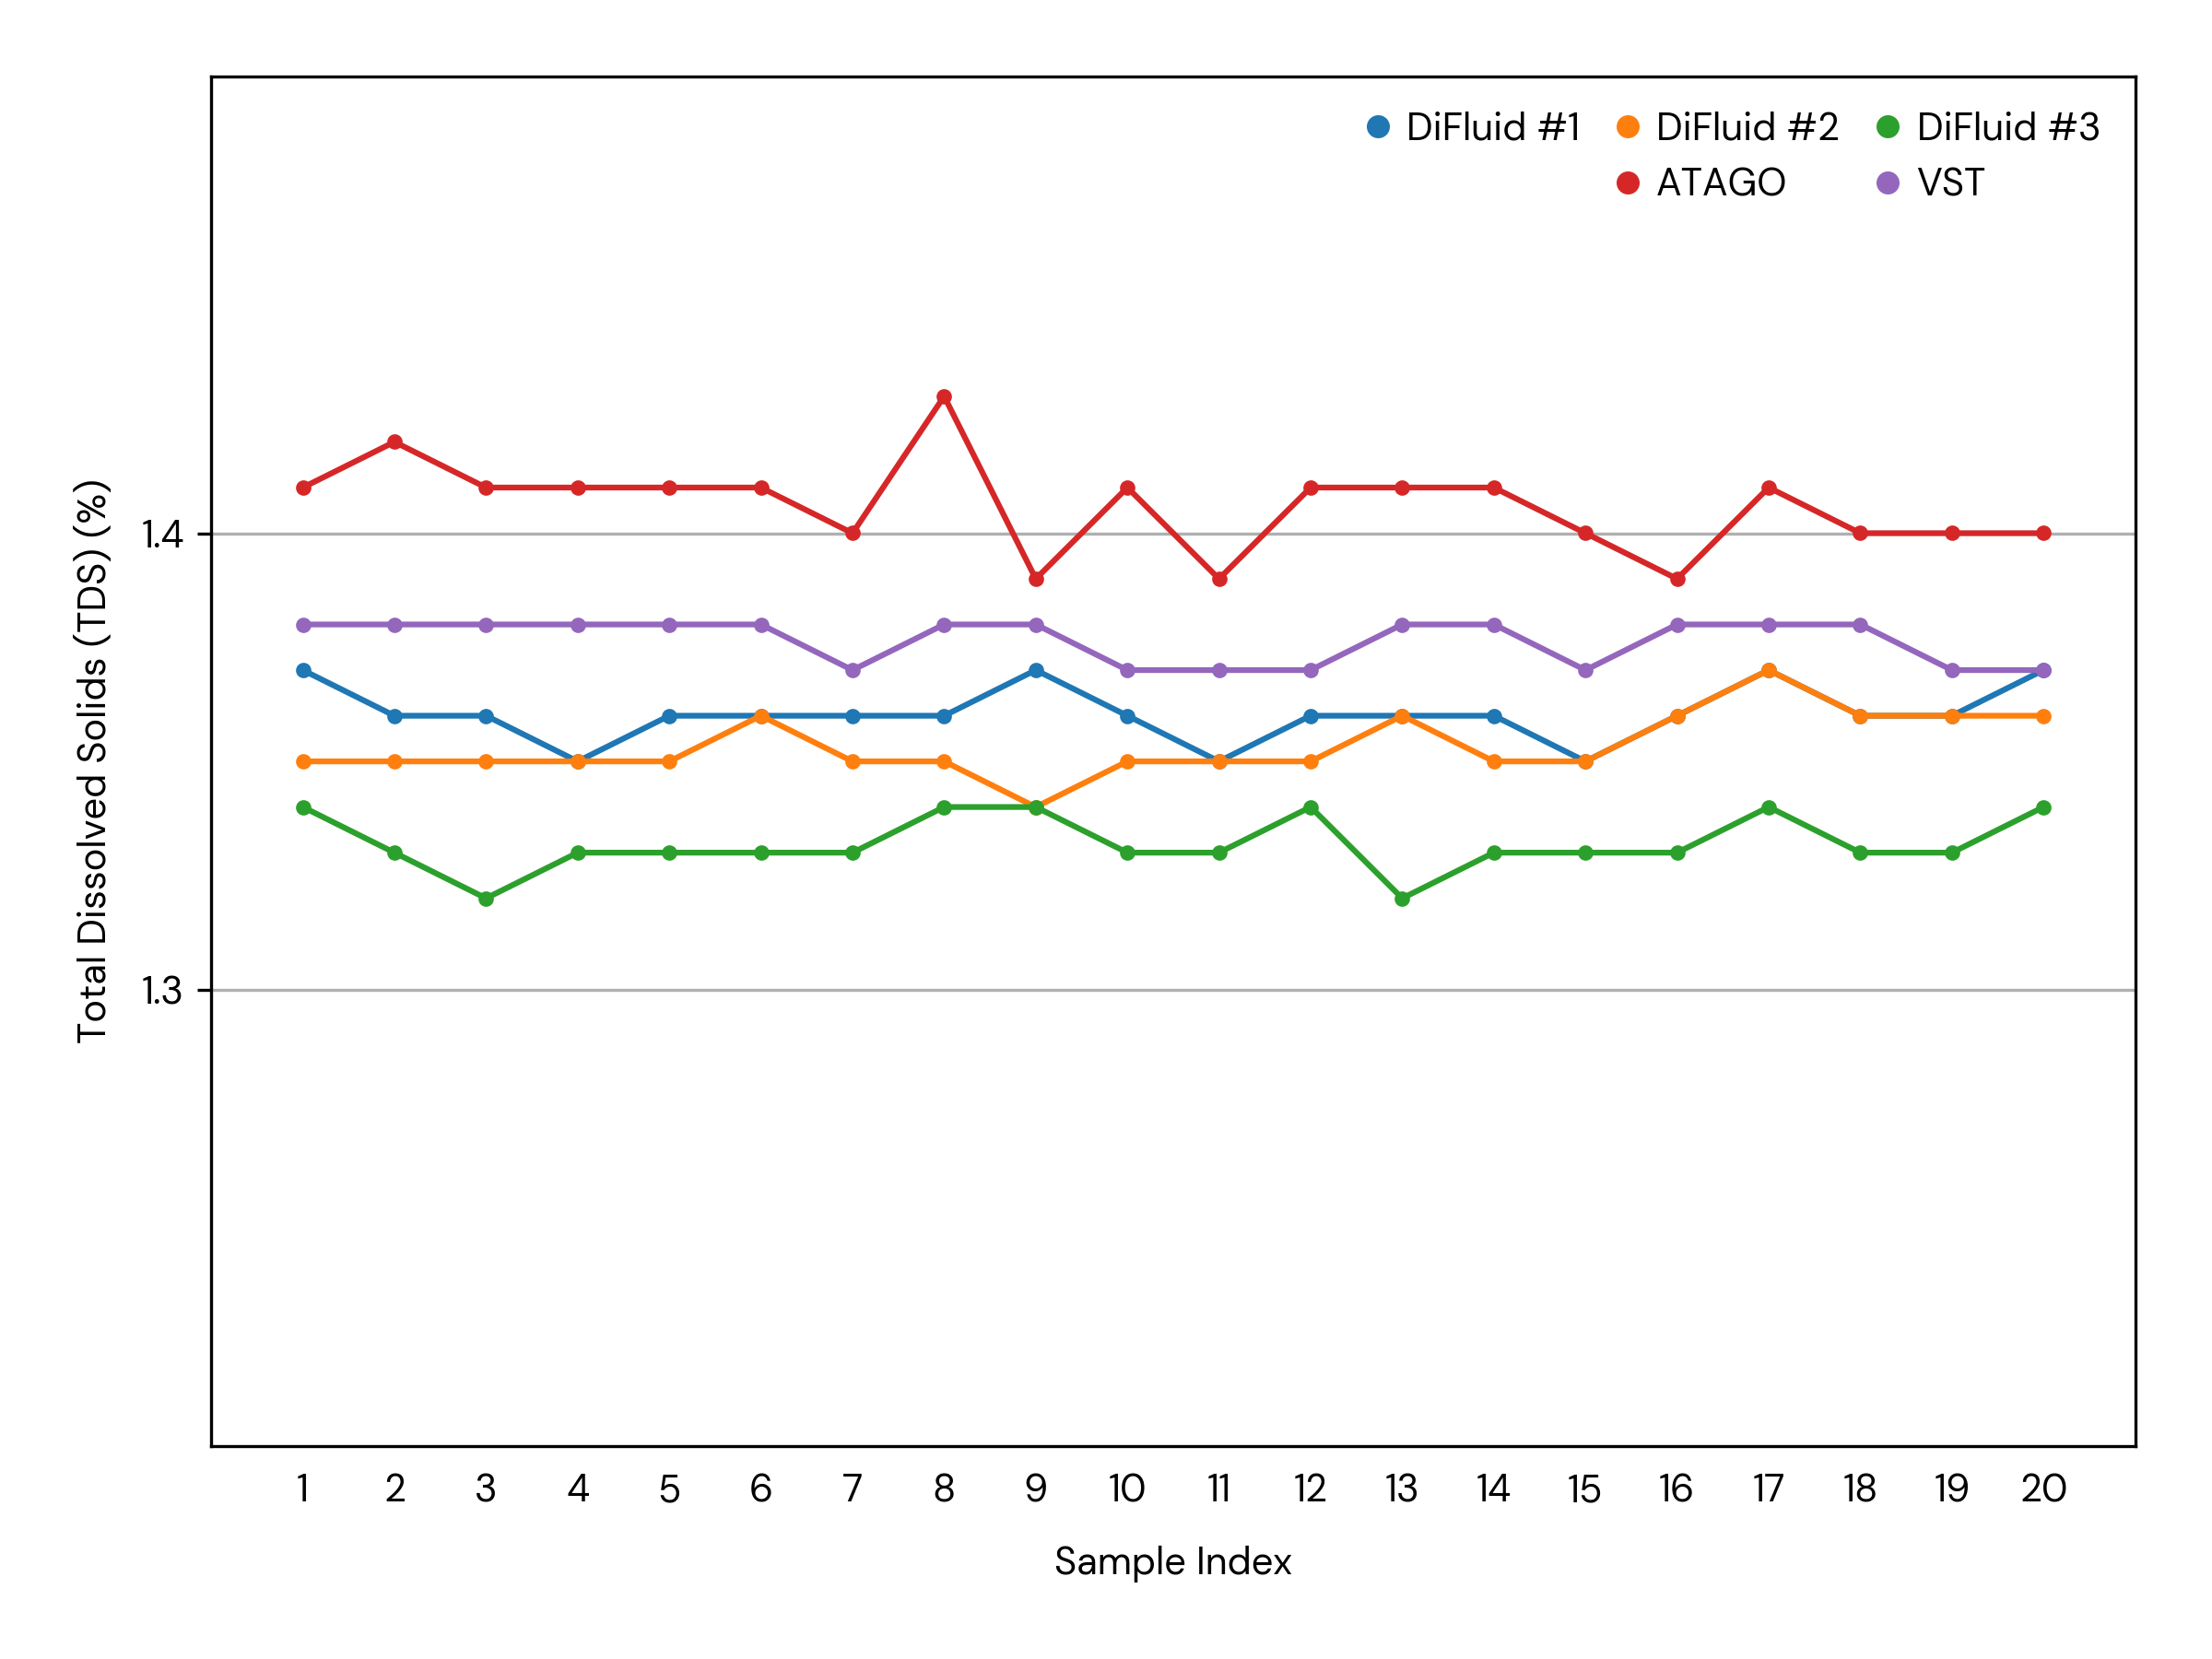 DiFluid #1 DiFluid #2 DiFluid #3
ATAGO VST
Total Dissolved Solids (TDS) (%)
1.4
1.3
1 2 3 4 5 6 7 8 9 10 11 12 13 14 15 16 17 18 19 20
Sample Index